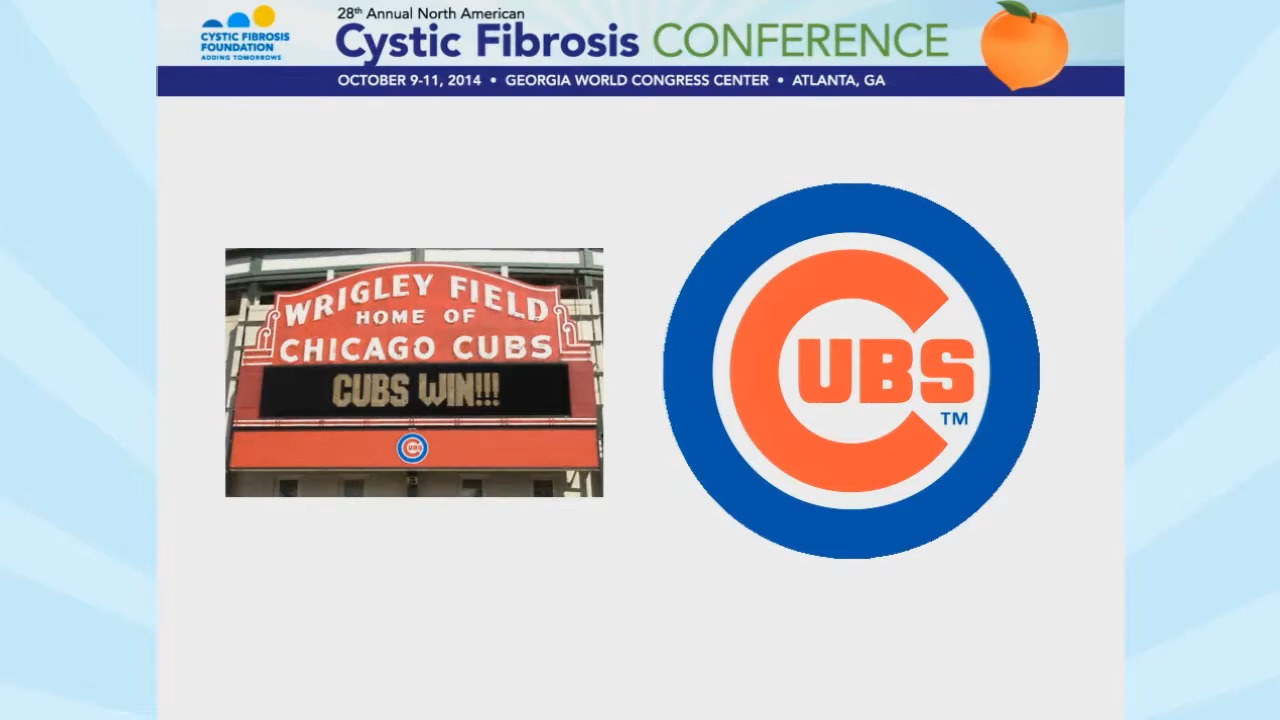 28th Annual North American
CYSTIC FIBROSIS
FOUNDATION
ADDING TOMORROWS
Cystic Fibrosis CONFERENCE
OCTOBER 9-11, 2014 • GEORGIA WORLD CONGRESS CENTER • ATLANTA, GA
WRIGLEY FIELD
HOME OF
CHICAGO CUBS
CUBS WIN!!!
CUBS
CUBS
TM